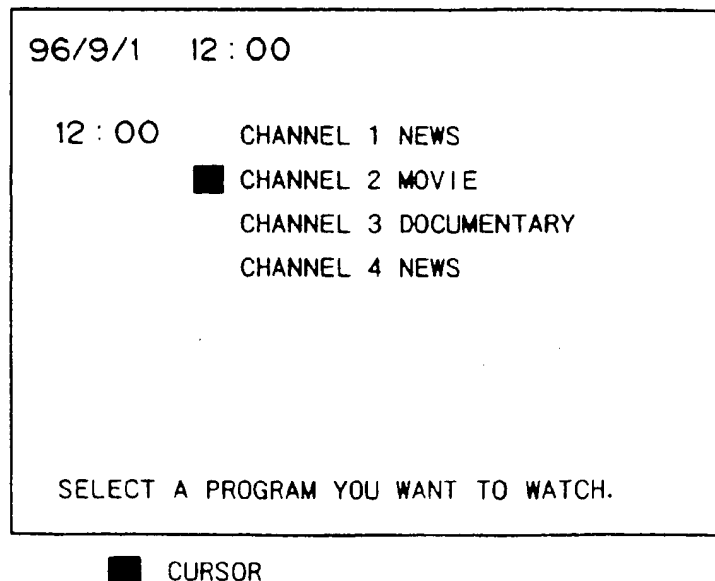 96/9/1 12:00
12:00 CHANNEL 1 NEWS
CHANNEL 2 MOVIE
CHANNEL 3 DOCUMENTARY
CHANNEL 4 NEWS
SELECT A PROGRAM YOU WANT TO WATCH.
CURSOR